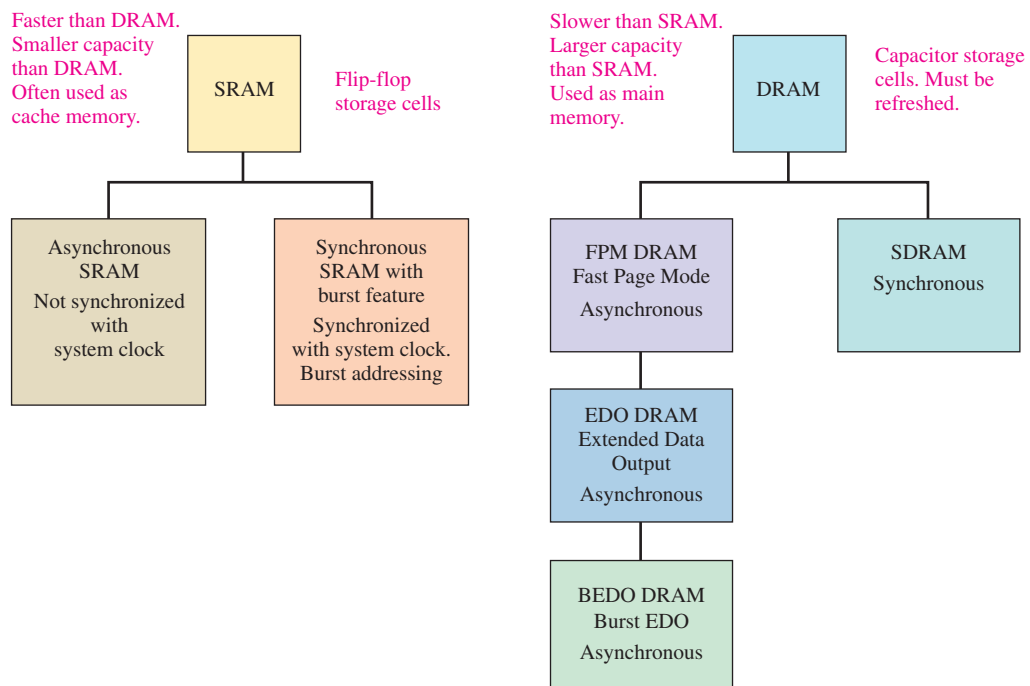 Faster than DRAM.
Smaller capacity
than DRAM.
Often used as
cache memory.
SRAM
Flip-flop
storage cells
Asynchronous
SRAM
Not synchronized
with
system clock
Synchronous
SRAM with
burst feature
Synchronized
with system clock.
Burst addressing
Slower than SRAM.
Larger capacity
than SRAM.
Used as main
memory.
DRAM
Capacitor storage
cells. Must be
refreshed.
FPM DRAM
Fast Page Mode
Asynchronous
SDRAM
Synchronous
EDO DRAM
Extended Data
Output
Asynchronous
BEDO DRAM
Burst EDO
Asynchronous